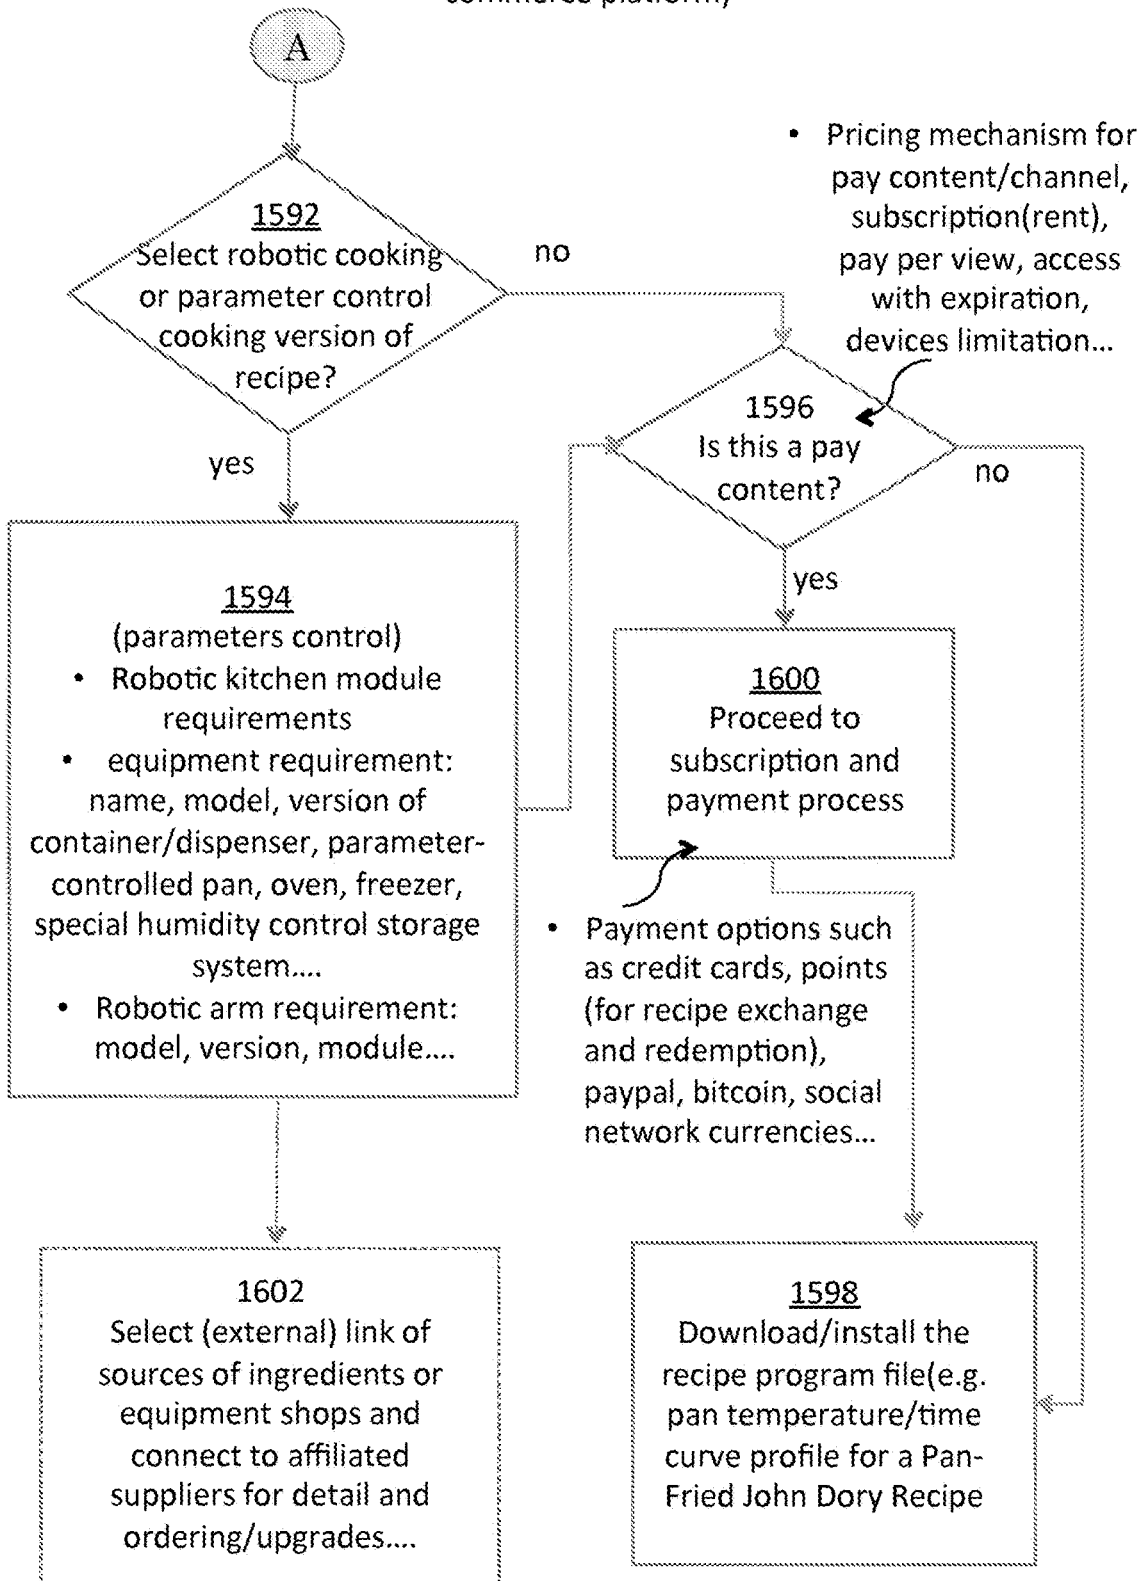 commerce platform)
A
1592
Select robotic cooking
or parameter control
cooking version of
recipe?
no
• Pricing mechanism for
pay content/channel,
subscription(rent),
pay per view, access
with expiration,
devices limitation...
1596
Is this a pay
content?
yes
no
yes
1594
(parameters control)
• Robotic kitchen module
requirements
• equipment requirement:
name, model, version of
container/dispenser, parameter-
controlled pan, oven, freezer,
special humidity control storage
system....
• Robotic arm requirement:
model, version, module....
1600
Proceed to
subscription and
payment process
• Payment options such
as credit cards, points
(for recipe exchange
and redemption),
paypal, bitcoin, social
network currencies...
1602
Select (external) link of
sources of ingredients or
equipment shops and
connect to affiliated
suppliers for detail and
ordering/upgrades....
1598
Download/install the
recipe program file(e.g.
pan temperature/time
curve profile for a Pan-
Fried John Dory Recipe